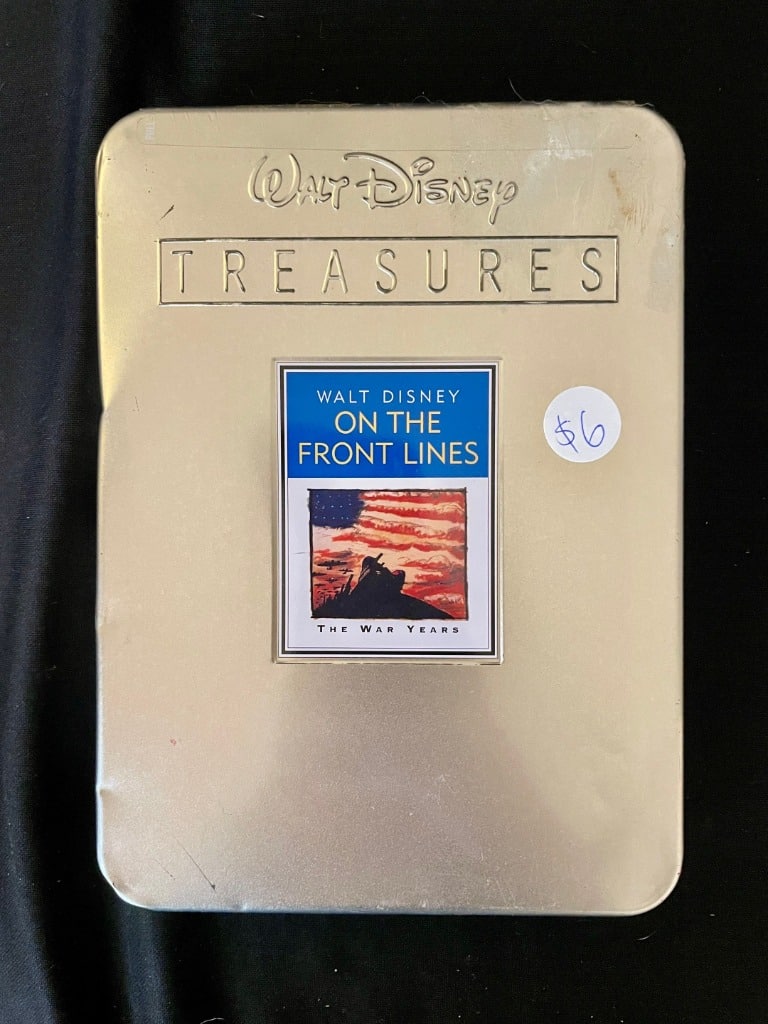 Walt Disney
TREASURES
WALT DISNEY
ON THE
FRONT LINES
$6
THE WAR YEARS